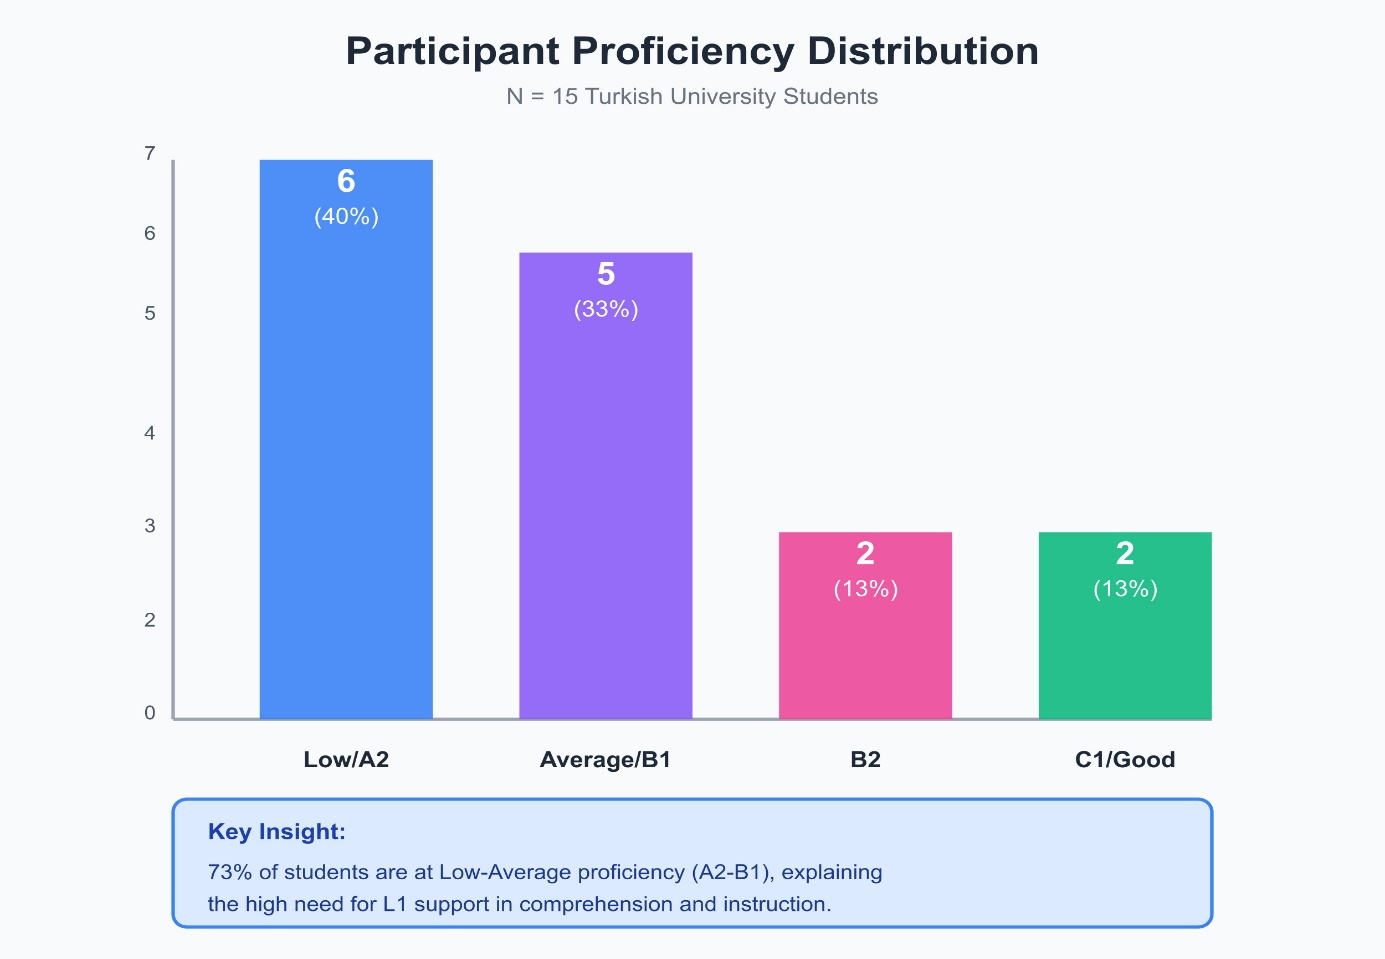 Participant Proficiency Distribution
N = 15 Turkish University Students
7
6
5
4
3
2
0
6
(40%)
5
(33%)
2
(13%)
2
(13%)
Low/A2
Average/B1
B2
C1/Good
Key Insight:
73% of students are at Low-Average proficiency (A2-B1), explaining
the high need for L1 support in comprehension and instruction.